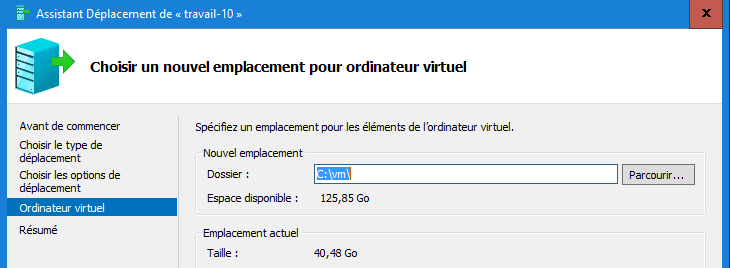 Assistant Déplacement de « travail-10 »
Choisir un nouvel emplacement pour ordinateur virtuel
Avant de commencer
Choisir le type de
déplacement
Choisir les options de
déplacement
Ordinateur virtuel
Résumé
Spécifiez un emplacement pour les éléments de l'ordinateur virtuel.
Nouvel emplacement
Dossier : C:\vm\ Parcourir...
Espace disponible : 125,85 Go
Emplacement actuel
Taille : 40,48 Go